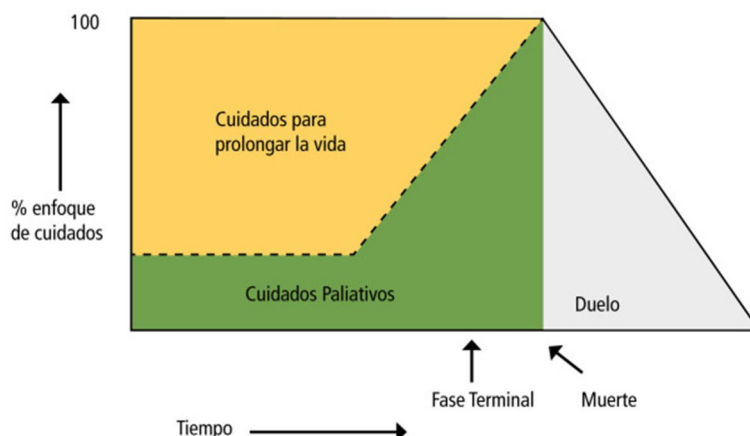 100
Cuidados para
prolongar la vida
% enfoque
de cuidados
Cuidados Paliativos
Duelo
Fase Terminal
Muerte
Tiempo